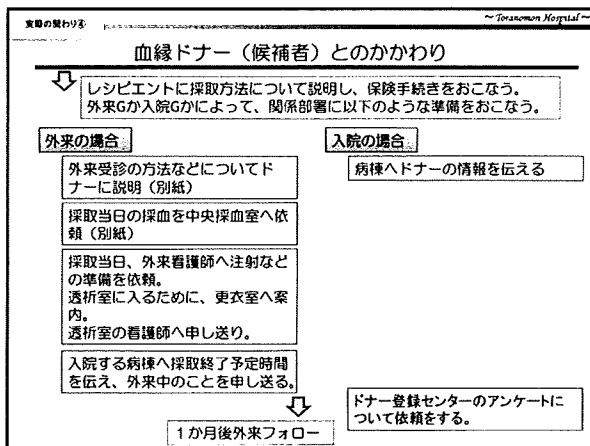 実際の関わり④
～Toranomon Hospital～
血縁ドナー（候補者）とのかかわり
レシピエントに採取方法について説明し、保険手続きをおこなう。
外来Gか入院Gかによって、関係部署に以下のような準備をおこなう。
外来の場合
外来受診の方法などについてド
ナーに説明（別紙）
採取当日の採血を中央採血室へ依
頼（別紙）
採取当日、外来看護師へ注射など
の準備を依頼。
透析室に入るために、更衣室へ案
内。
透析室の看護師へ申し送り。
入院する病棟へ採取終了予定時間
を伝え、外来中のことを申し送る。
入院の場合
病棟へドナーの情報を伝える
ドナー登録センターのアンケートに
ついて依頼をする。
１か月後外来フォロー